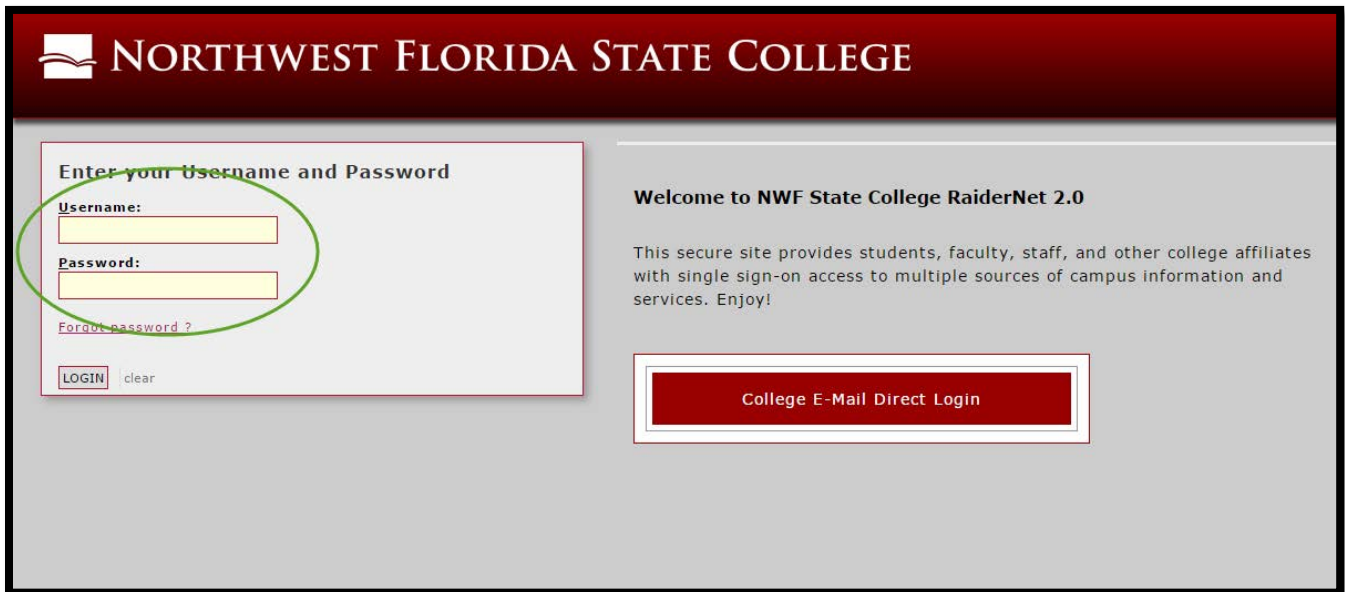 NORTHWEST FLORIDA STATE COLLEGE
Enter your Username and Password
Username:
Password:
Forgot password ?
LOGIN clear
Welcome to NWF State College RaiderNet 2.0
This secure site provides students, faculty, staff, and other college affiliates
with single sign-on access to multiple sources of campus information and
services. Enjoy!
College E-Mail Direct Login